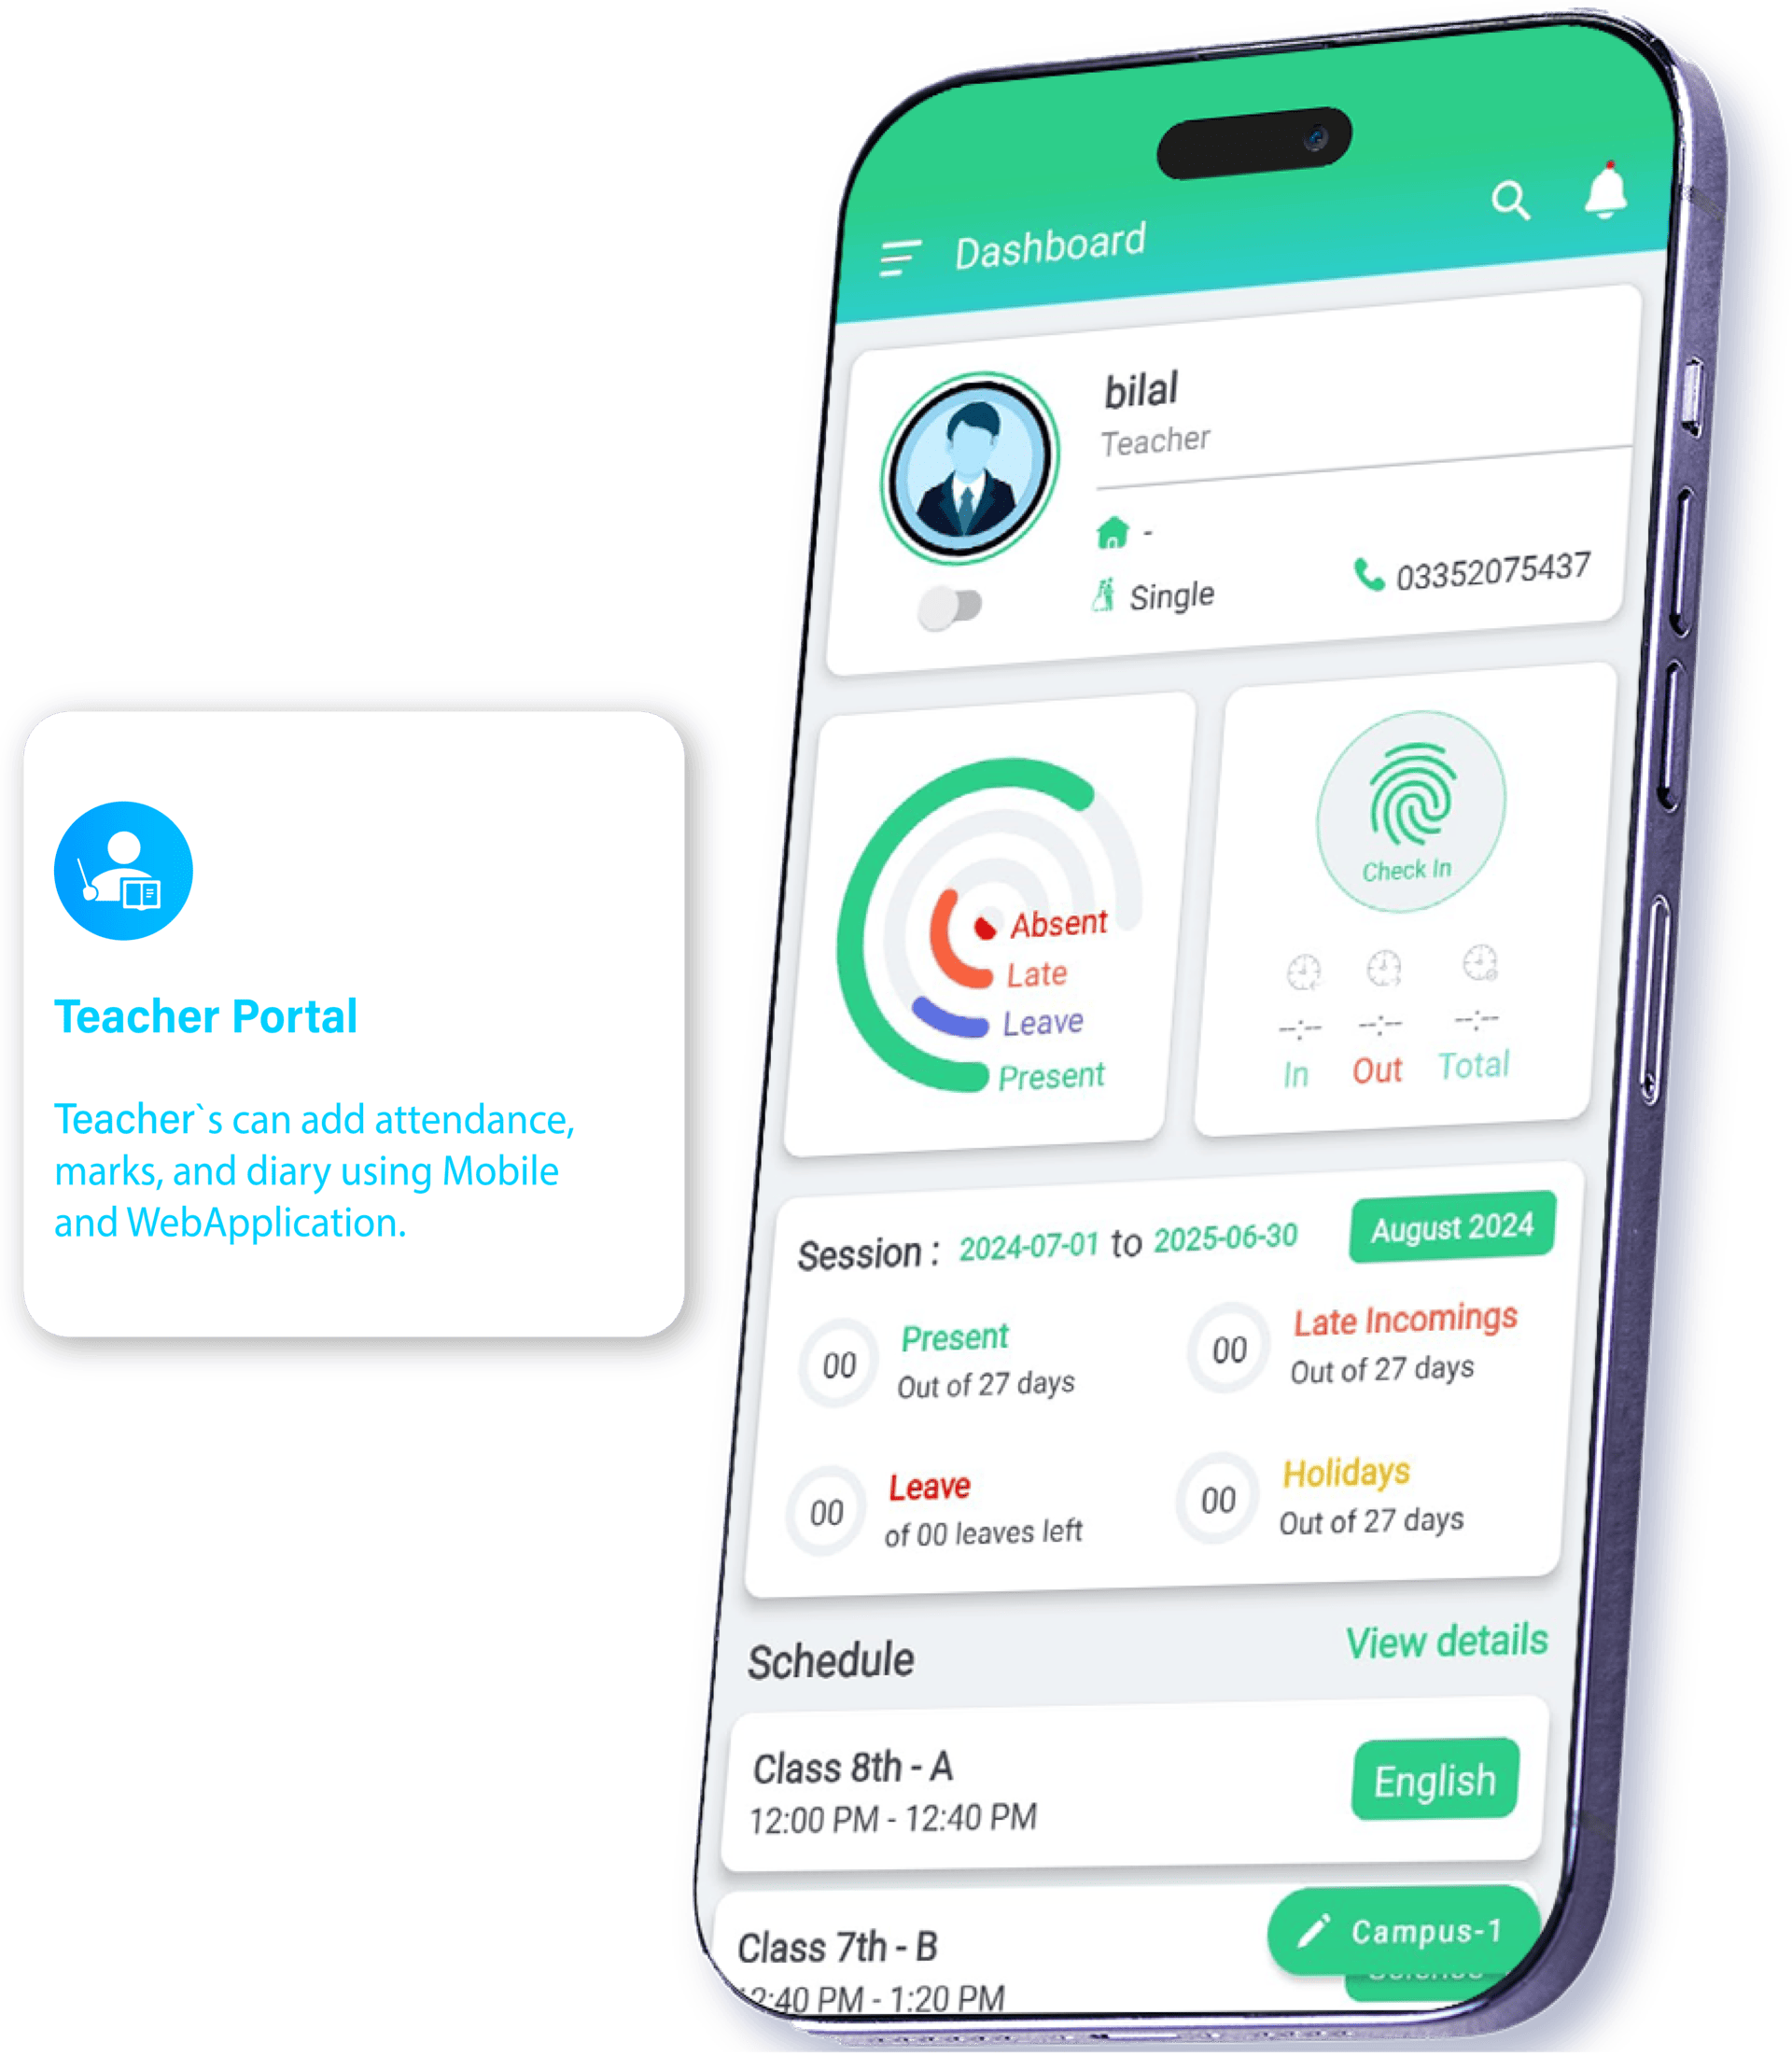 Teacher Portal
Teacher`s can add attendance,
marks, and diary using Mobile
and WebApplication.
Dashboard
bilal
Teacher
-
Single
03352075437
Absent
Late
Leave
Present
Check In
--:-- --:-- --:--
In Out Total
Session : 2024-07-01 to 2025-06-30 August 2024
00 Present
Out of 27 days
00 Late Incomings
Out of 27 days
00 Leave
of 00 leaves left
00 Holidays
Out of 27 days
Schedule View details
Class 8th - A
12:00 PM - 12:40 PM
English
Class 7th - B
12:40 PM - 1:20 PM
Campus-1